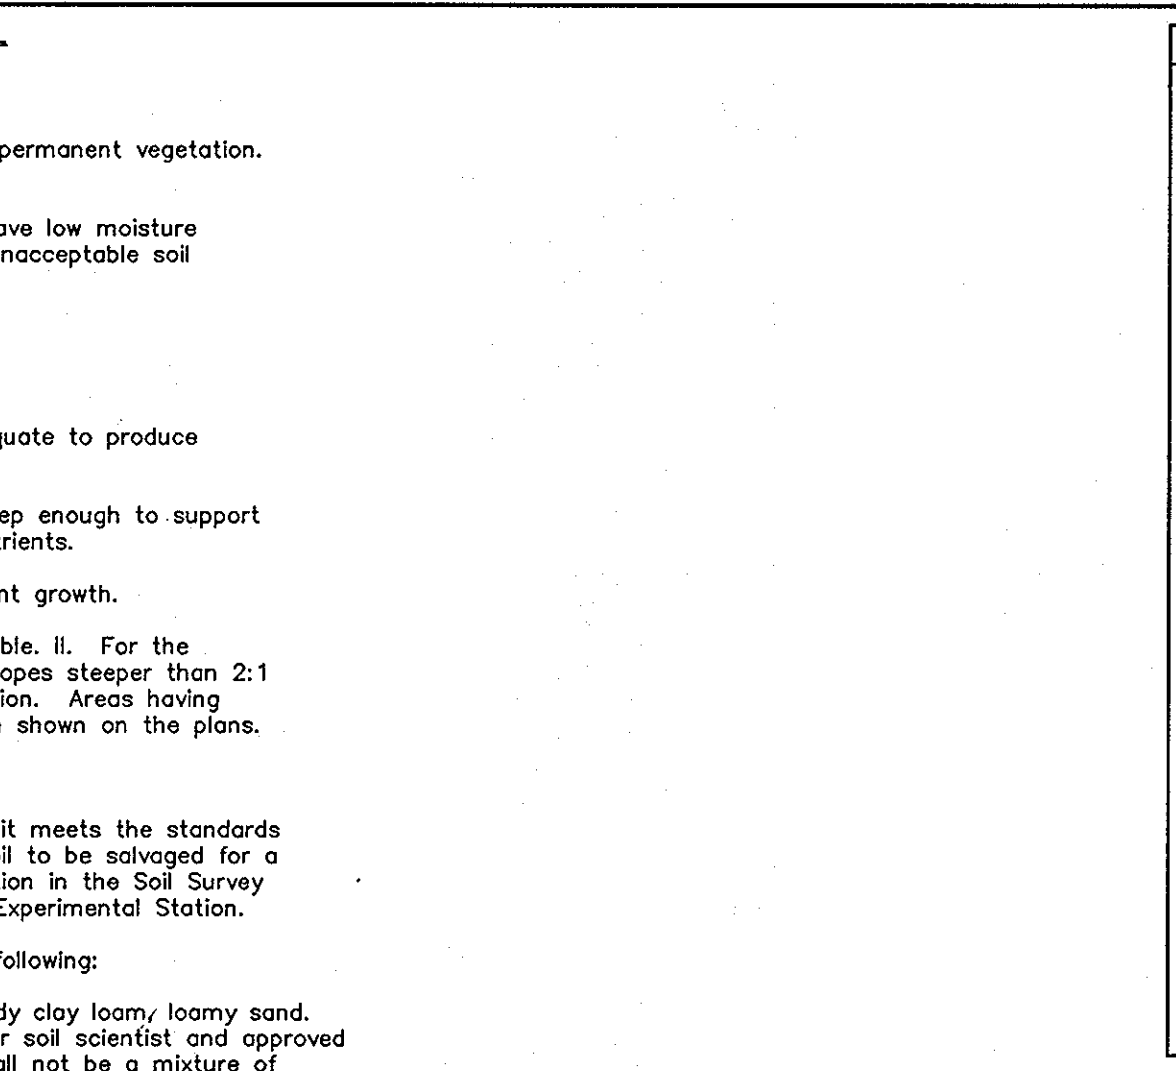 permanent vegetation.
ave low moisture
nacceptable soil
quate to produce
ep enough to support
rients.
nt growth.
ble. II. For the
opes steeper than 2:1
ion. Areas having
shown on the plans.
it meets the standards
il to be salvaged for a
ion in the Soil Survey
Experimental Station.
following:
dy clay loam, loamy sand.
r soil scientist and approved
all not be a mixture of